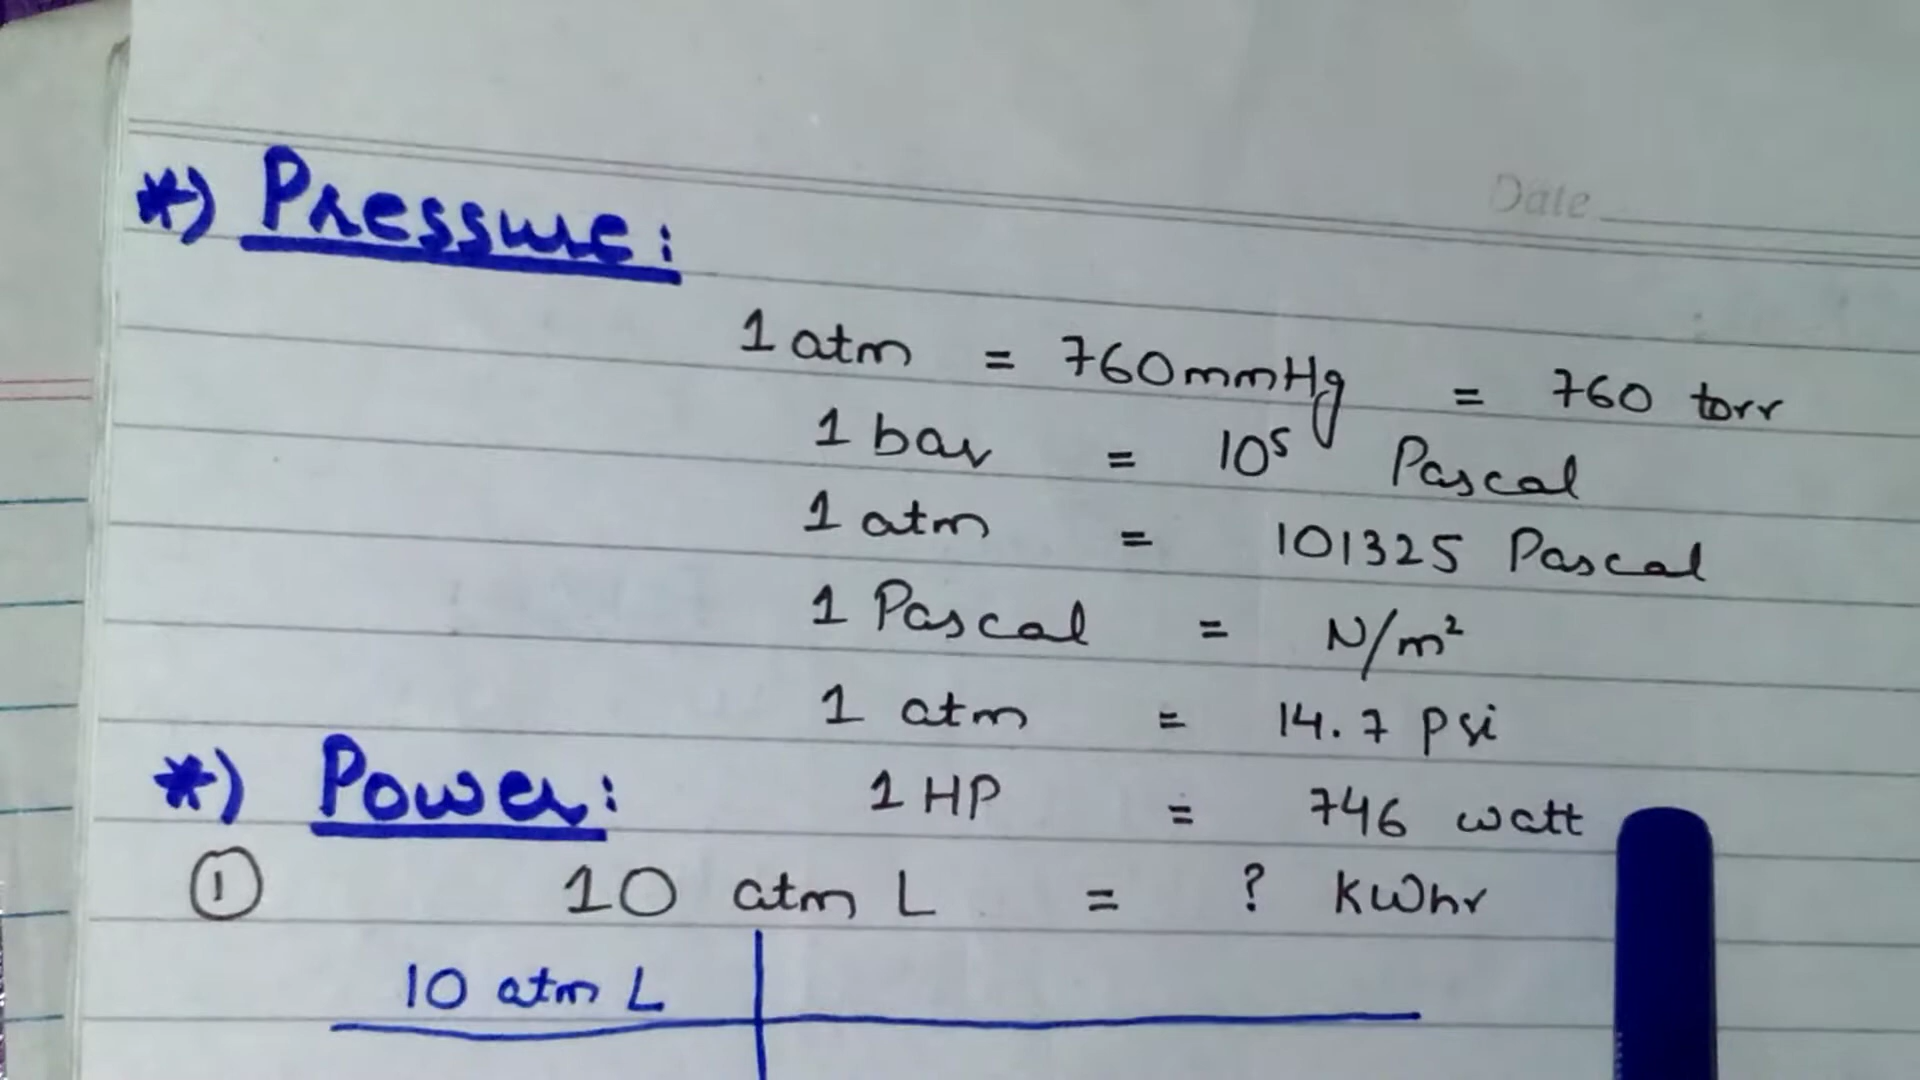 Date
*) Pressure:
1 atm = 760mmHg = 760 torr
1 bar = 10⁵ Pascal
1 atm = 101325 Pascal
1 Pascal = N/m²
1 atm = 14.7 psi
*) Power: 1 HP = 746 watt
① 10 atm L = ? kWhr
10 atm L